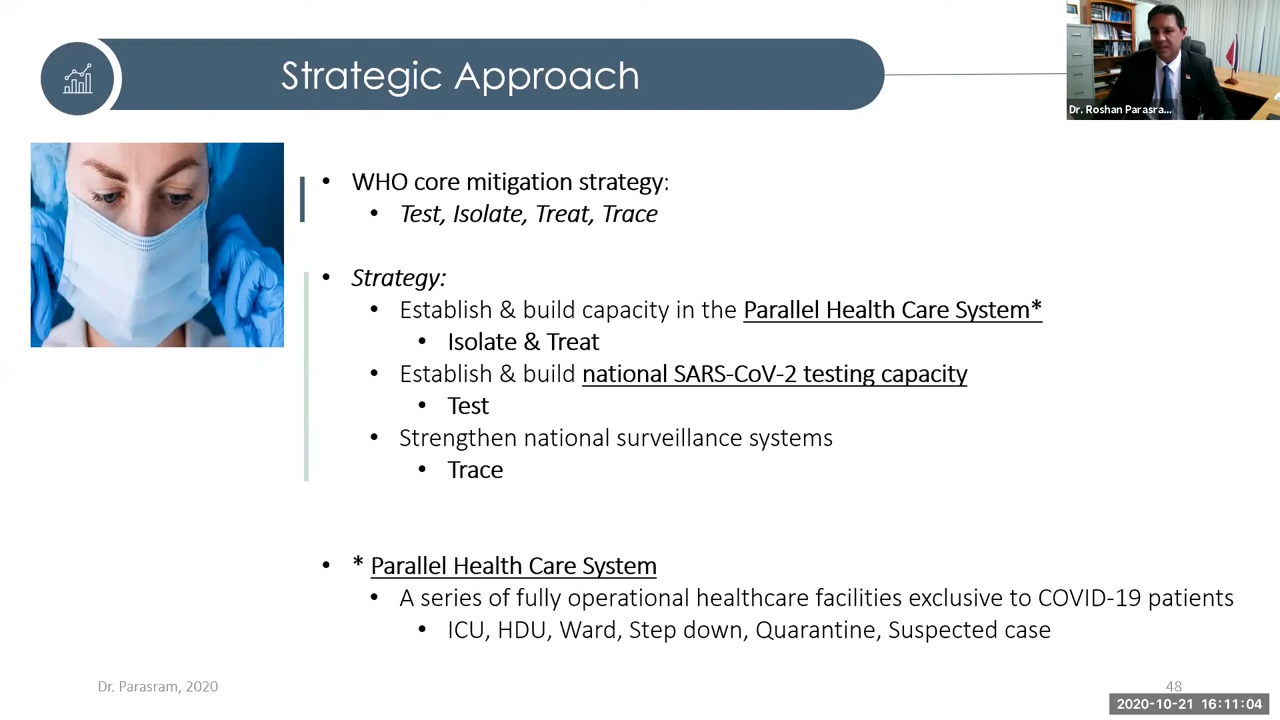 Strategic Approach
Dr. Roshan Parasra...
• WHO core mitigation strategy:
• Test, Isolate, Treat, Trace
• Strategy:
• Establish & build capacity in the Parallel Health Care System*
• Isolate & Treat
• Establish & build national SARS-CoV-2 testing capacity
• Test
• Strengthen national surveillance systems
• Trace
• * Parallel Health Care System
• A series of fully operational healthcare facilities exclusive to COVID-19 patients
• ICU, HDU, Ward, Step down, Quarantine, Suspected case
Dr. Parasram, 2020
48
2020-10-21 16:11:04